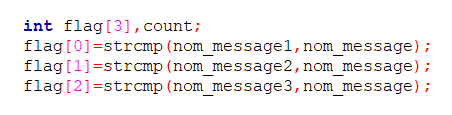 int flag[3],count;
flag[0]=strcmp(nom_message1,nom_message);
flag[1]=strcmp(nom_message2,nom_message);
flag[2]=strcmp(nom_message3,nom_message);